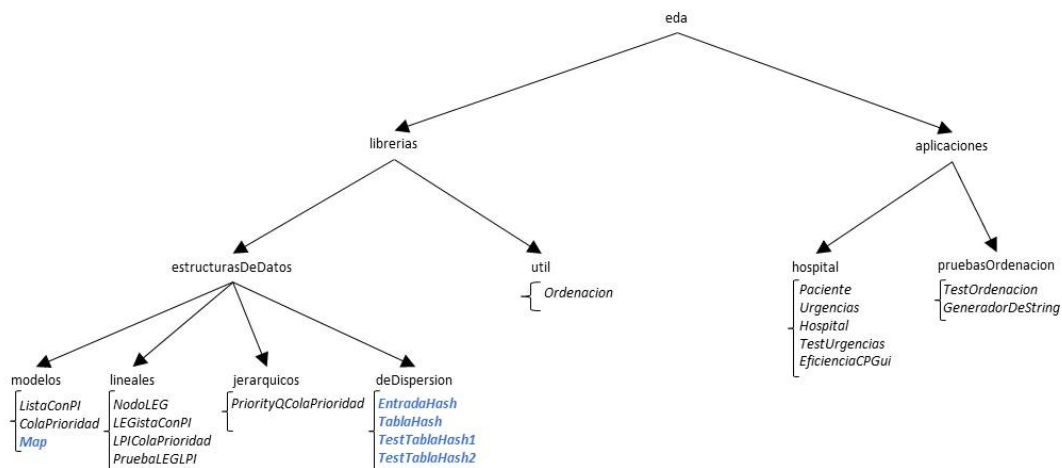 eda
librerias
aplicaciones
estructurasDeDatos
util
Ordenacion
hospital
Paciente
Urgencias
Hospital
TestUrgencias
EficienciaCPGui
pruebasOrdenacion
TestOrdenacion
GeneradorDeString
modelos
ListaConPI
ColaPrioridad
Map
lineales
NodoLEG
LEGistaConPI
LPIColaPrioridad
PruebaLEGLPI
jerarquicos
PriorityQColaPrioridad
deDispersion
EntradaHash
TablaHash
TestTablaHash1
TestTablaHash2